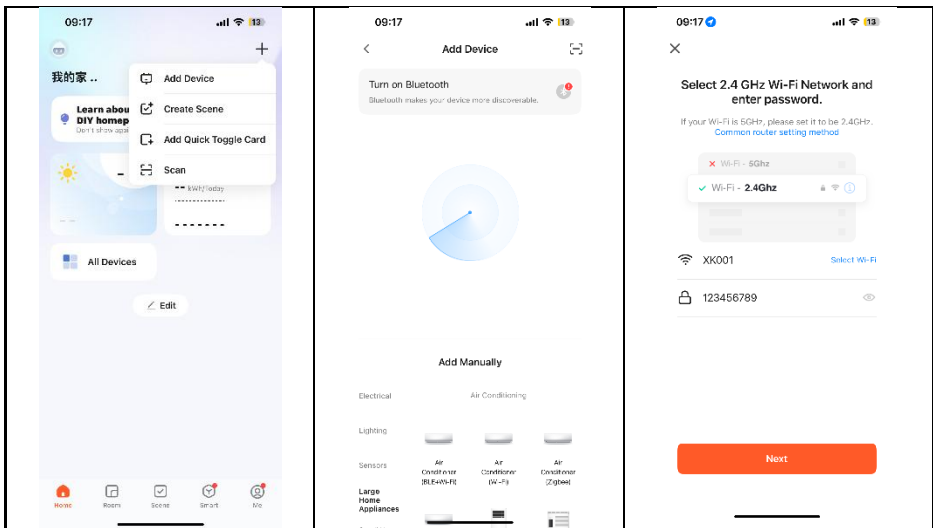 09:17
13
我的家 ..
Add Device
Create Scene
Add Quick Toggle Card
Scan
Learn abou
DIY homep
Don't show
kWh/Today
All Devices
Edit
Home
Room
Scene
Smart
Me
09:17
13
Add Device
Turn on Bluetooth
Bluetooth makes your device more discoverable.
Add Manually
Electrical
Air Conditioning
Lighting
Sensors
Large
Home
Appliances
Air
Conditioner
(BLE+Wi-Fi)
Air
Conditioner
(Wi-Fi)
Air
Conditioner
(Zigbee)
09:17
13
Select 2.4 GHz Wi-Fi Network and
enter password.
If your Wi-Fi is 5GHz, please set it to be 2.4GHz.
Common router setting method
Wi-Fi - 5Ghz
Wi-Fi - 2.4Ghz
XK001
Select Wi-Fi
123456789
Next